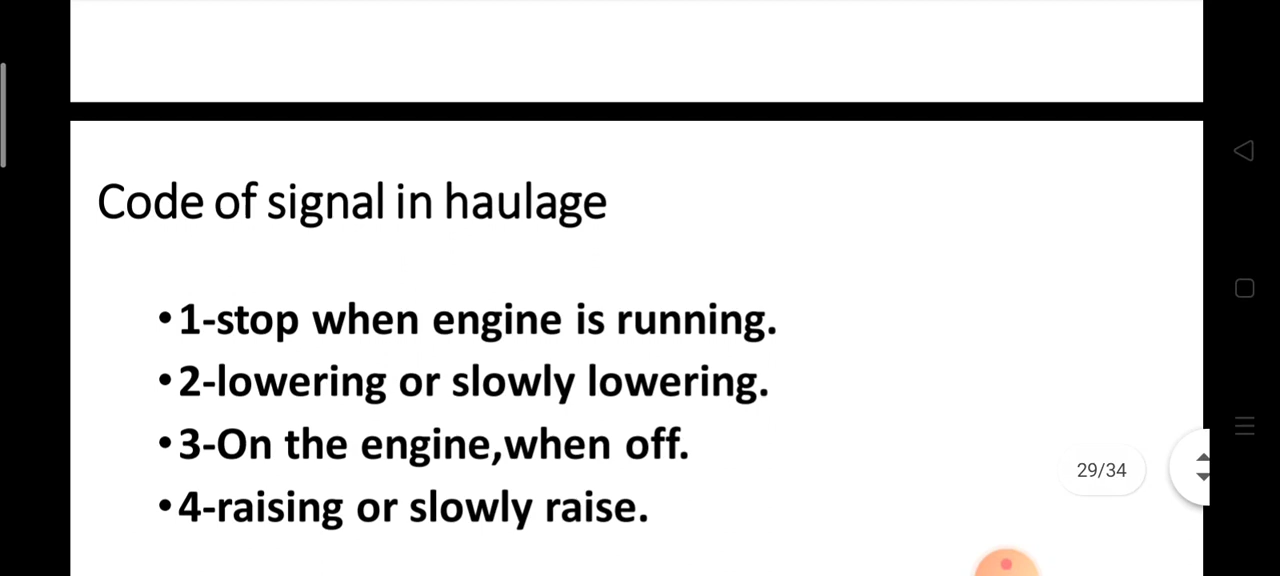 Code of signal in haulage
•1-stop when engine is running.
•2-lowering or slowly lowering.
•3-On the engine,when off.
•4-raising or slowly raise.
29/34